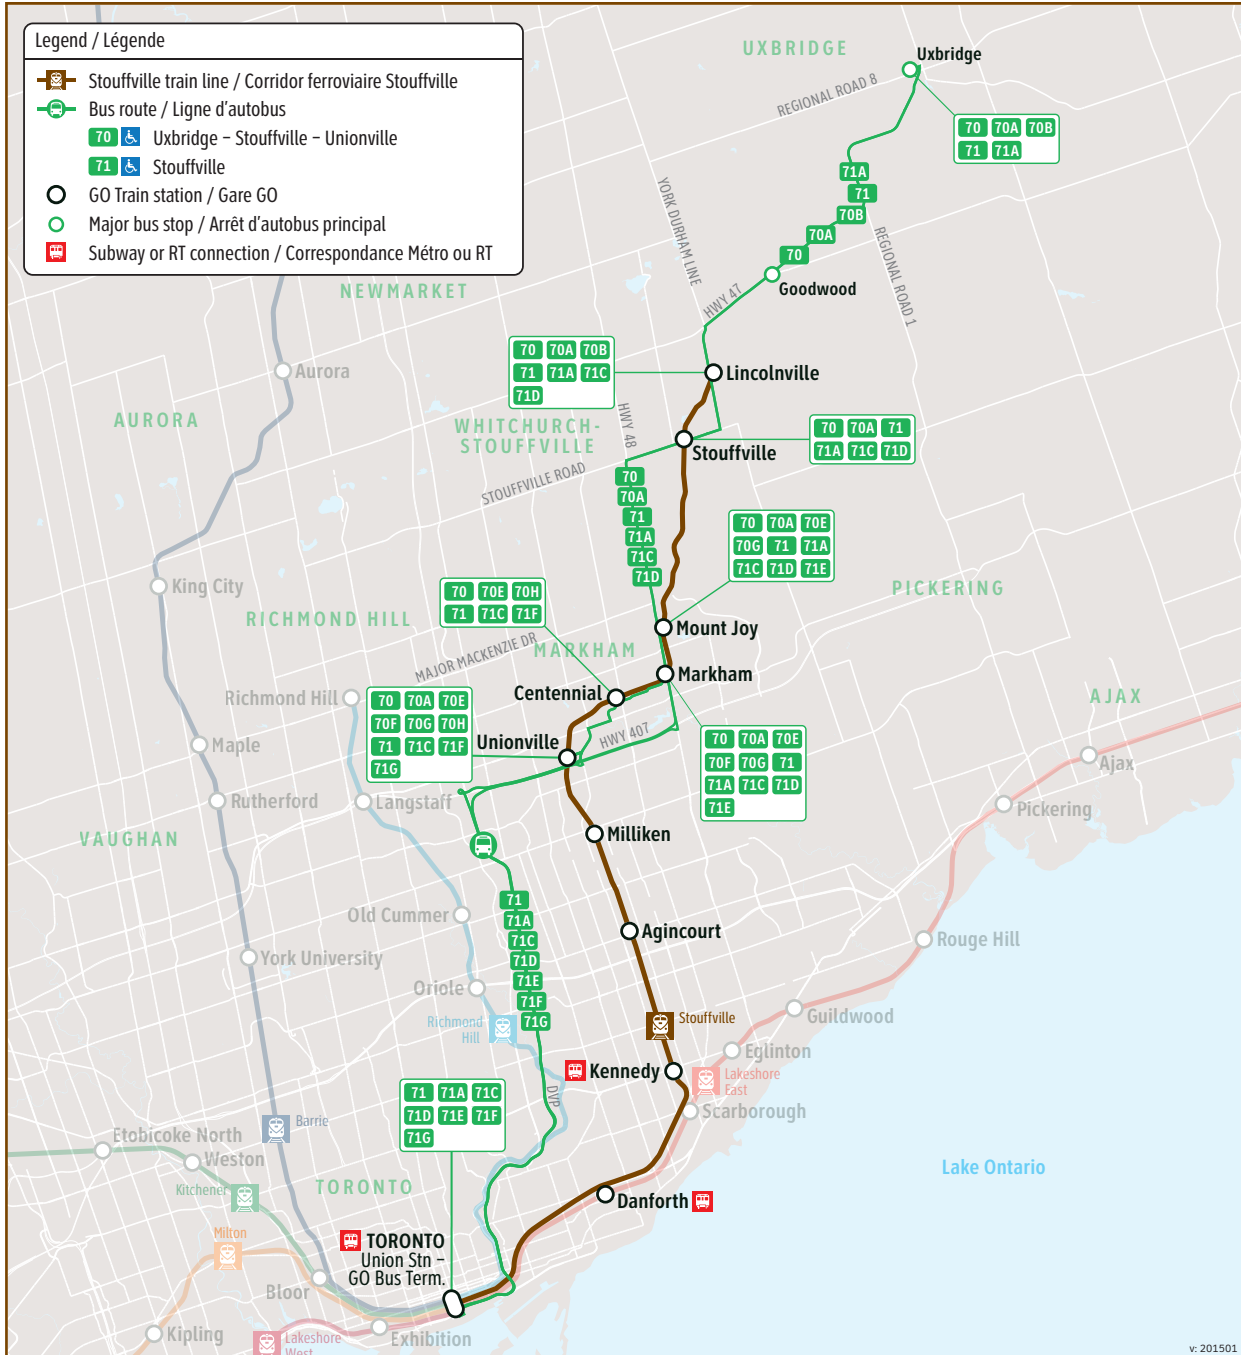 Legend / Légende
Stouffville train line / Corridor ferroviaire Stouffville
Bus route / Ligne d'autobus
70 Uxbridge – Stouffville – Unionville
71 Stouffville
GO Train station / Gare GO
Major bus stop / Arrêt d'autobus principal
Subway or RT connection / Correspondance Métro ou RT
UXBRIDGE
Uxbridge
REGIONAL ROAD 8
70 70A 70B
71 71A
71A
71
70B
70A
70
YORK DURHAM LINE
REGIONAL ROAD 1
Goodwood
HWY 47
NEWMARKET
70 70A 70B
71 71A 71C
71D
Lincolnville
Aurora
AURORA
HWY 48
WHITCHURCH-
STOUFFVILLE
70 70A 71
71A 71C 71D
Stouffville
STOUFFVILLE ROAD
70
70A
71
71A
71C
71D
70 70A 70E
70G 71 71A
71C 71D 71E
King City
70 70E 70H
71 71C 71F
PICKERING
RICHMOND HILL
Mount Joy
MAJOR MACKENZIE DR
MARKHAM
Markham
Centennial
Richmond Hill
AJAX
70 70A 70E
70F 70G 70H
71 71C 71F
71G
HWY 407
Unionville
70 70A 70E
70F 70G 71
71A 71C 71D
71E
Maple
Ajax
Rutherford
Langstaff
Pickering
VAUGHAN
Milliken
71
71A
71C
71D
71E
71F
71G
Old Cummer
Agincourt
Rouge Hill
York University
Oriole
Guildwood
Richmond
Hill
Stouffville
Eglinton
Kennedy
Lakeshore
East
DVP
71 71A 71C
71D 71E 71F
71G
Scarborough
Barrie
Etobicoke North
Weston
Lake Ontario
Kitchener
TORONTO
Danforth
Milton
TORONTO
Union Stn –
GO Bus Term.
Bloor
Kipling
Lakeshore
West
Exhibition
v: 201501